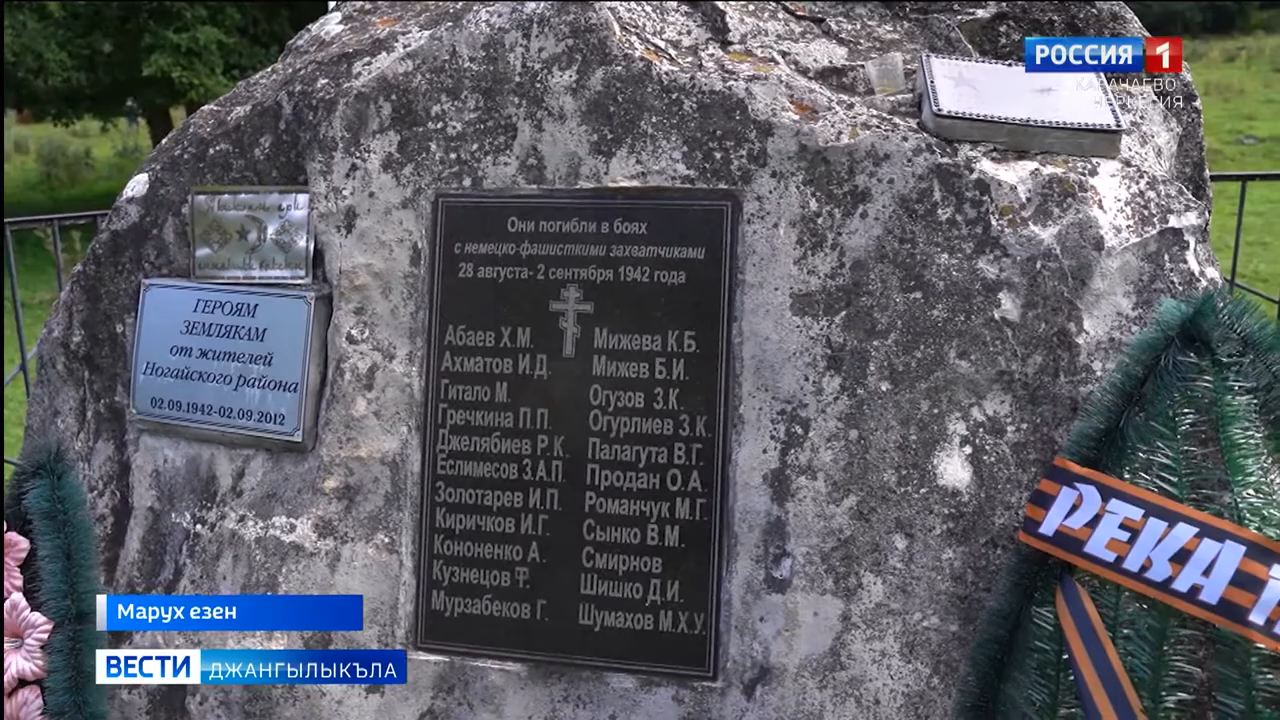 РОССИЯ 1
КАРАЧАЕВО
ЧЕРКЕСИЯ
ГЕРОЯМ
ЗЕМЛЯКАМ
от жителей
Ногайского района
02.09.1942-02.09.2012
Они погибли в боях
с немецко-фашисткими захватчиками
28 августа- 2 сентября 1942 года
Абаев Х.М.
Ахматов И.Д.
Гитало М.
Гречкина П.П.
Джелябиев Р.К.
Еслимесов З.А.П.
Золотарев И.П.
Киричков И.Г.
Кононенко А.
Кузнецов Ф.
Мурзабеков Г.
Мижева К.Б.
Мижев Б.И.
Огузов З.К.
Огурлиев З.К.
Палагута В.Г.
Продан О.А.
Романчук М.Г.
Сынко В.М.
Смирнов
Шишко Д.И.
Шумахов М.Х.У.
РЕКА
Марух езен
ВЕСТИ ДЖАНГЫЛЫКЪЛА